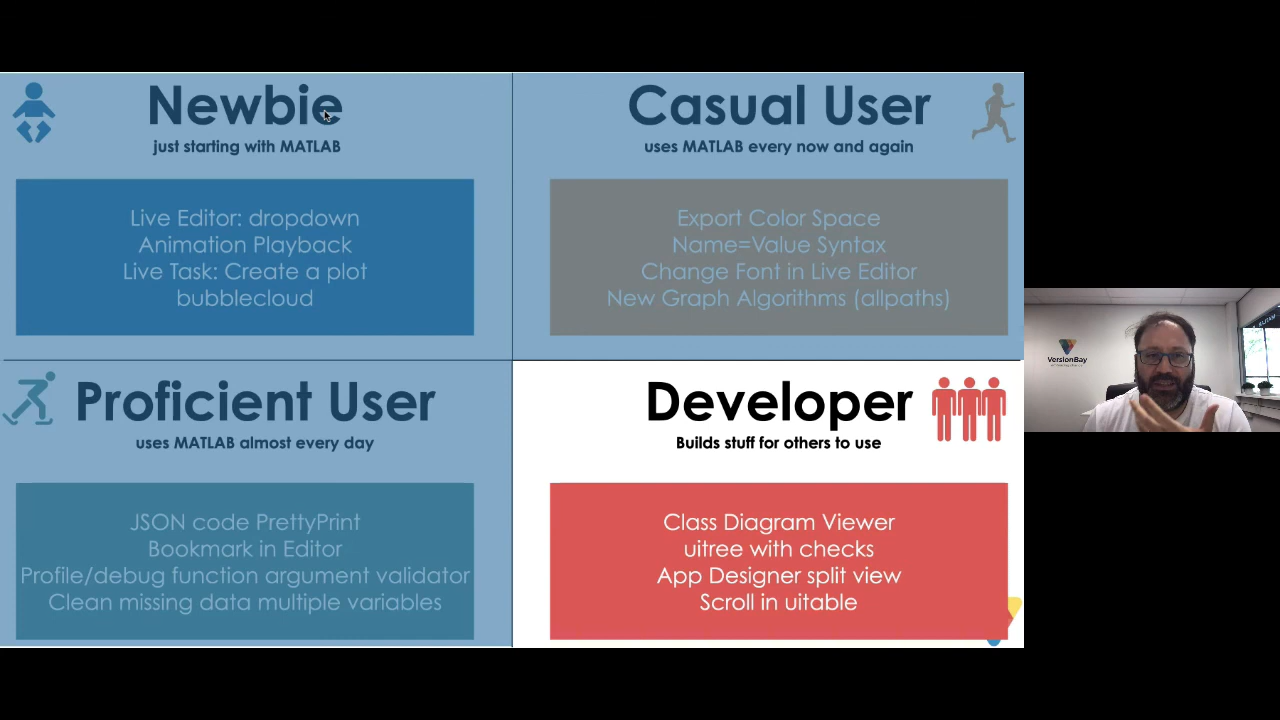 Newbie
just starting with MATLAB
Live Editor: dropdown
Animation Playback
Live Task: Create a plot
bubblecloud
Casual User
uses MATLAB every now and again
Export Color Space
Name=Value Syntax
Change Font in Live Editor
New Graph Algorithms (allpaths)
Proficient User
uses MATLAB almost every day
JSON code PrettyPrint
Bookmark in Editor
Profile/debug function argument validator
Clean missing data multiple variables
Developer
Builds stuff for others to use
Class Diagram Viewer
uitree with checks
App Designer split view
Scroll in uitable
VersionBay